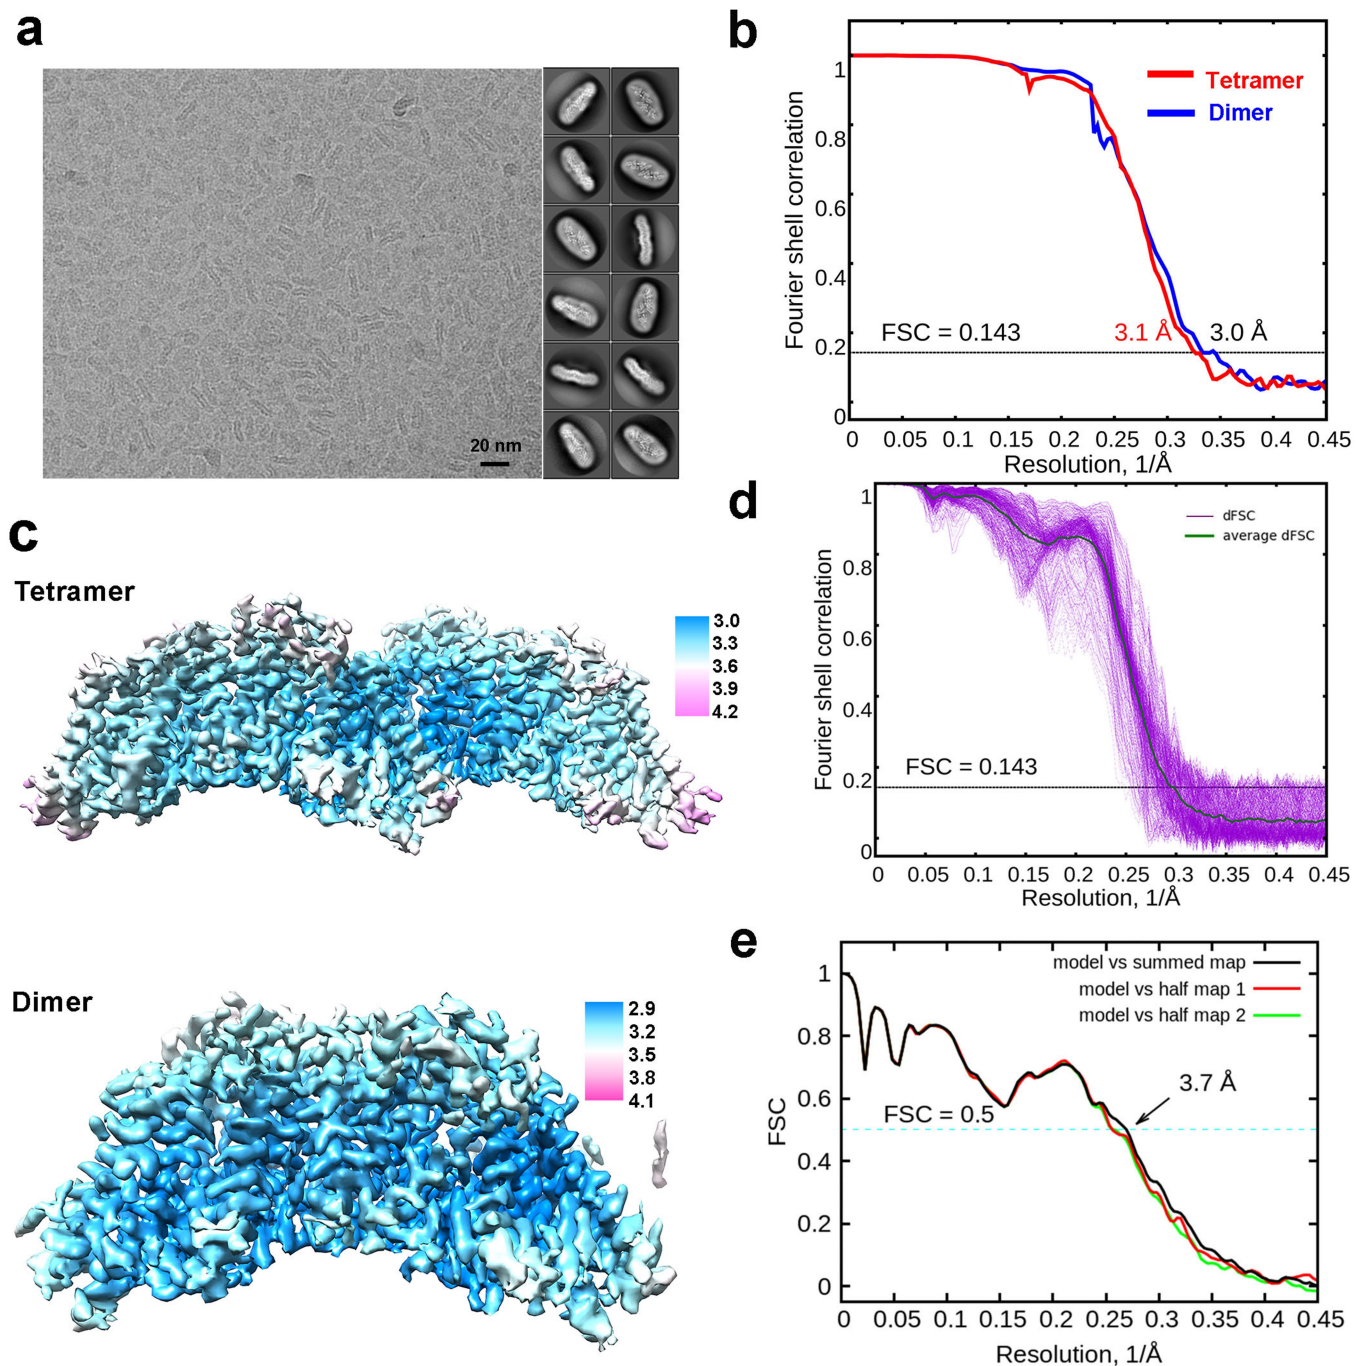 a
20 nm
b
Fourier shell correlation
1
0.8
0.6
0.4
0.2
0
Tetramer
Dimer
FSC = 0.143
3.1 Å
3.0 Å
0 0.05 0.1 0.15 0.2 0.25 0.3 0.35 0.4 0.45
Resolution, 1/Å
c
Tetramer
3.0
3.3
3.6
3.9
4.2
Dimer
2.9
3.2
3.5
3.8
4.1
d
Fourier shell correlation
1
0.8
0.6
0.4
0.2
0
dFSC
average dFSC
FSC = 0.143
0 0.05 0.1 0.15 0.2 0.25 0.3 0.35 0.4 0.45
Resolution, 1/Å
e
FSC
1
0.8
0.6
0.4
0.2
0
model vs summed map
model vs half map 1
model vs half map 2
3.7 Å
FSC = 0.5
0 0.05 0.1 0.15 0.2 0.25 0.3 0.35 0.4 0.45
Resolution, 1/Å